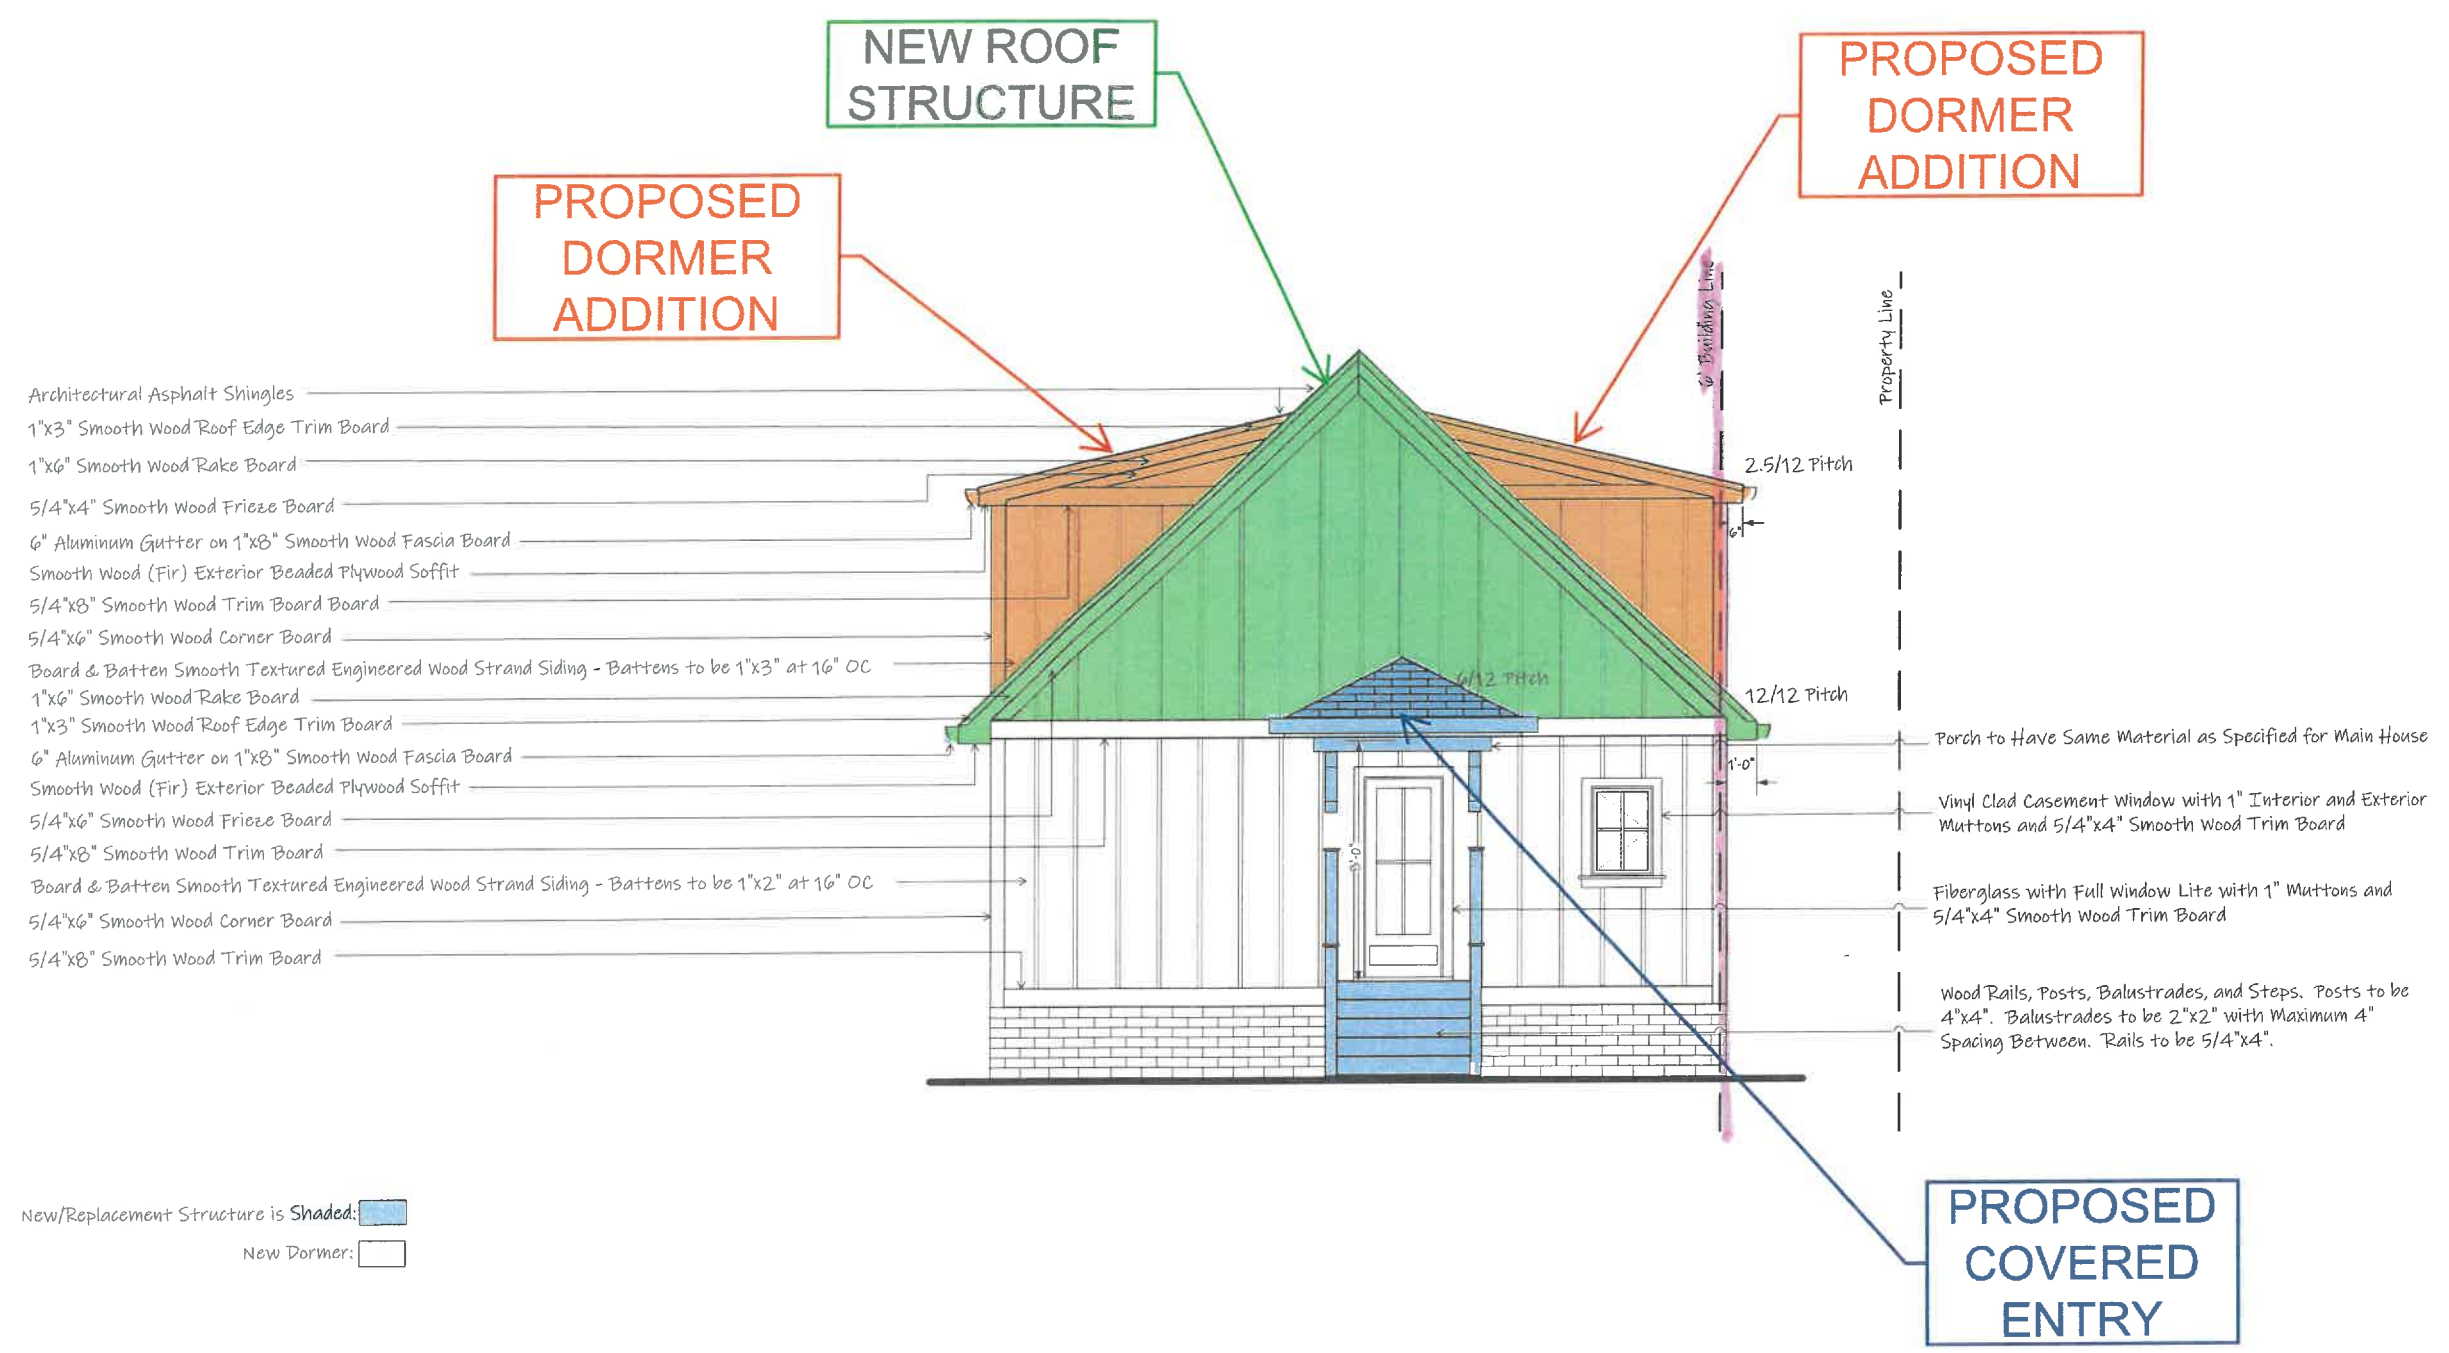 NEW ROOF
STRUCTURE
PROPOSED
DORMER
ADDITION
PROPOSED
DORMER
ADDITION
6' Building Line
Property Line
Architectural Asphalt Shingles
1"x3" Smooth Wood Roof Edge Trim Board
1"x6" Smooth Wood Rake Board
5/4"x4" Smooth Wood Frieze Board
6" Aluminum Gutter on 1"x8" Smooth Wood Fascia Board
Smooth Wood (Fir) Exterior Beaded Plywood Soffit
5/4"x8" Smooth Wood Trim Board Board
5/4"x6" Smooth Wood Corner Board
Board & Batten Smooth Textured Engineered Wood Strand Siding - Battens to be 1"x3" at 16" OC
1"x6" Smooth Wood Rake Board
1"x3" Smooth Wood Roof Edge Trim Board
6" Aluminum Gutter on 1"x8" Smooth Wood Fascia Board
Smooth Wood (Fir) Exterior Beaded Plywood Soffit
5/4"x6" Smooth Wood Frieze Board
5/4"x8" Smooth Wood Trim Board
Board & Batten Smooth Textured Engineered Wood Strand Siding - Battens to be 1"x2" at 16" OC
5/4"x6" Smooth Wood Corner Board
5/4"x8" Smooth Wood Trim Board
2.5/12 Pitch
6"
6/12 Pitch
12/12 Pitch
1'-0"
8'-0"
Porch to Have Same Material as Specified for Main House
Vinyl Clad Casement Window with 1" Interior and Exterior
Muttons and 5/4"x4" Smooth Wood Trim Board
Fiberglass with Full Window Lite with 1" Muttons and
5/4"x4" Smooth Wood Trim Board
Wood Rails, Posts, Balustrades, and Steps. Posts to be
4"x4". Balustrades to be 2"x2" with Maximum 4"
Spacing Between. Rails to be 5/4"x4".
New/Replacement Structure is Shaded:
New Dormer:
PROPOSED
COVERED
ENTRY